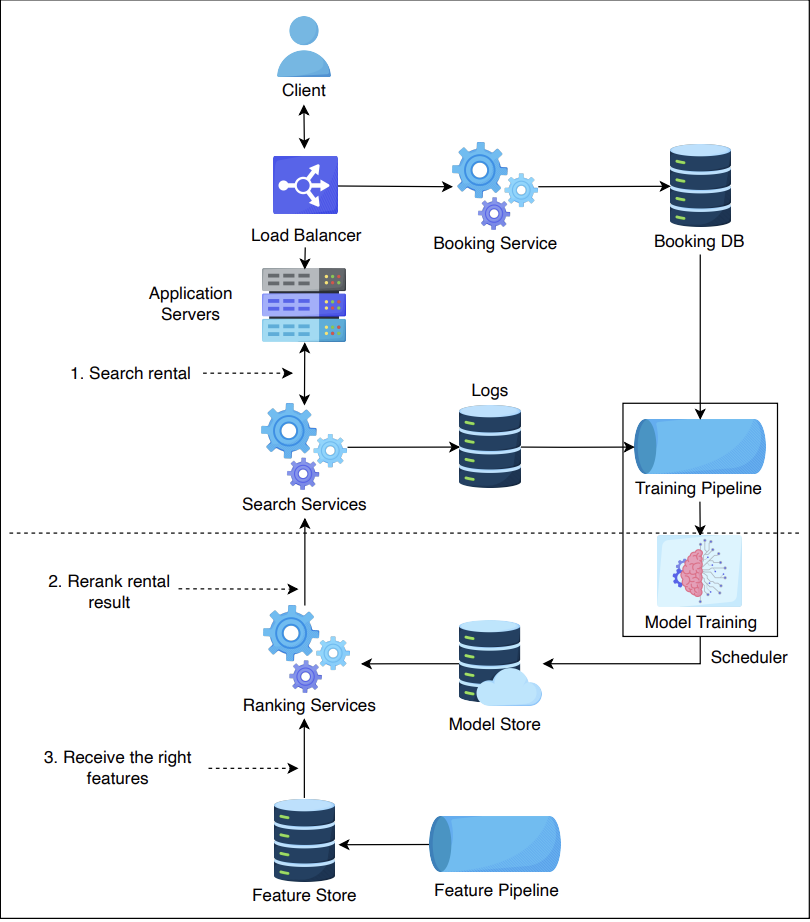 Client
Load Balancer
Booking Service
Booking DB
Application
Servers
1. Search rental
Logs
Search Services
Training Pipeline
2. Rerank rental
result
Model Training
Scheduler
Ranking Services
Model Store
3. Receive the right
features
Feature Store
Feature Pipeline